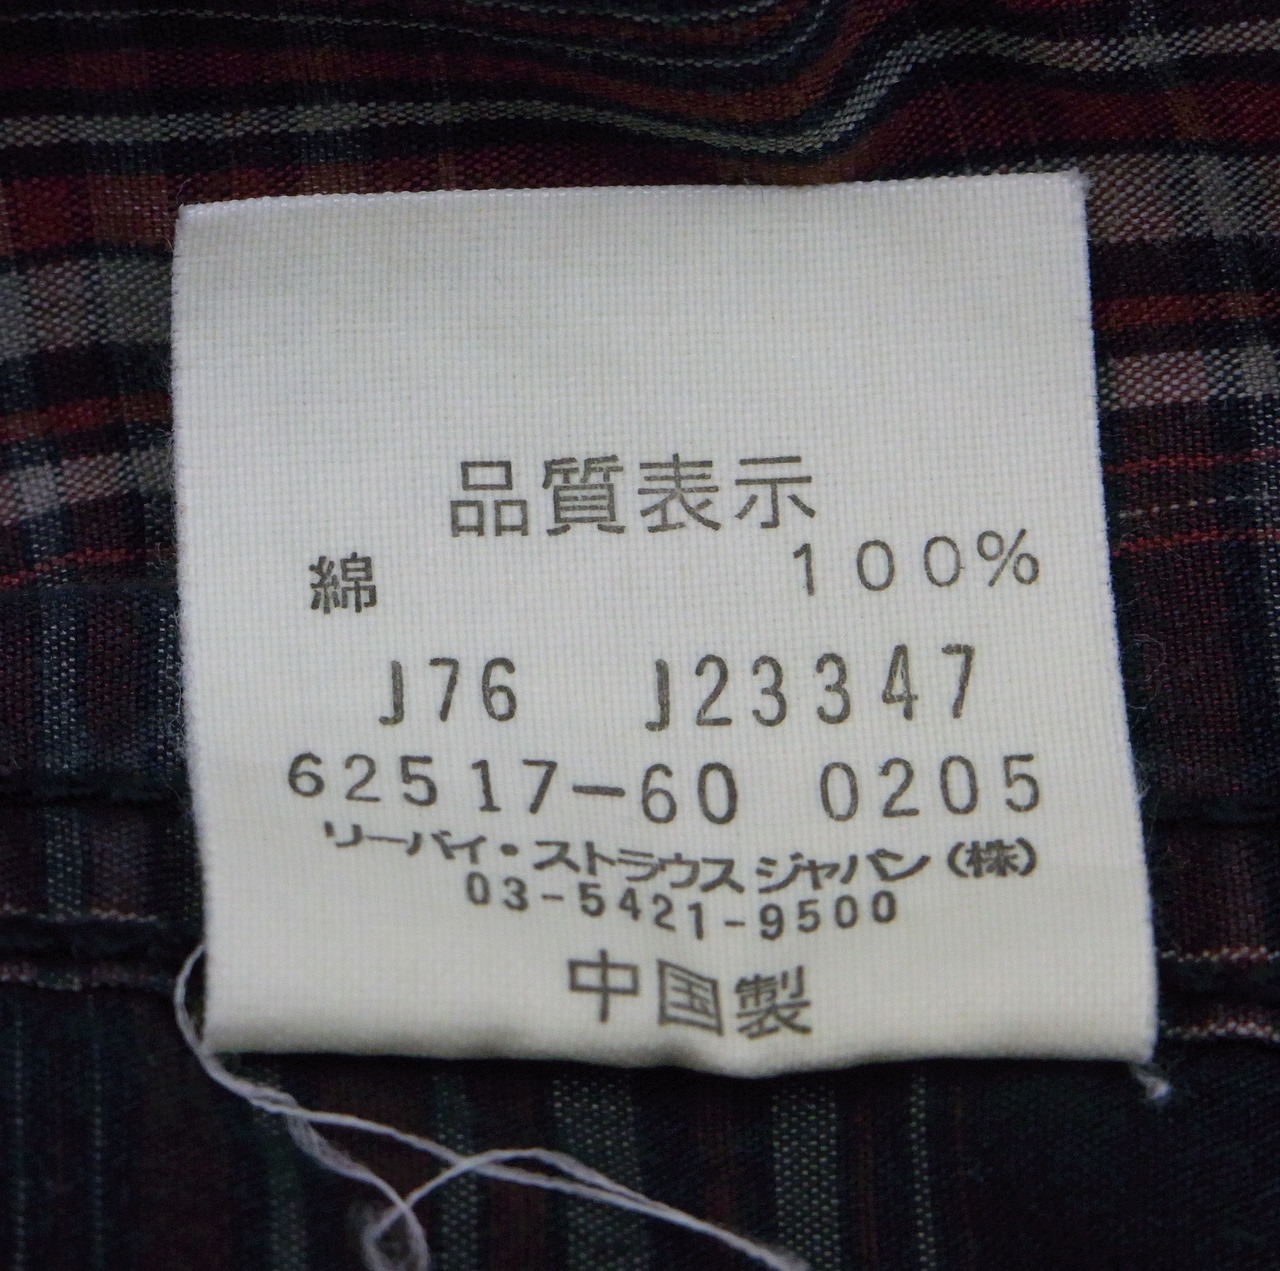 品質表示
綿 100%
J76 J23347
62517-60 0205
リーバイ・ストラウス ジャパン(株)
03-5421-9500
中国製